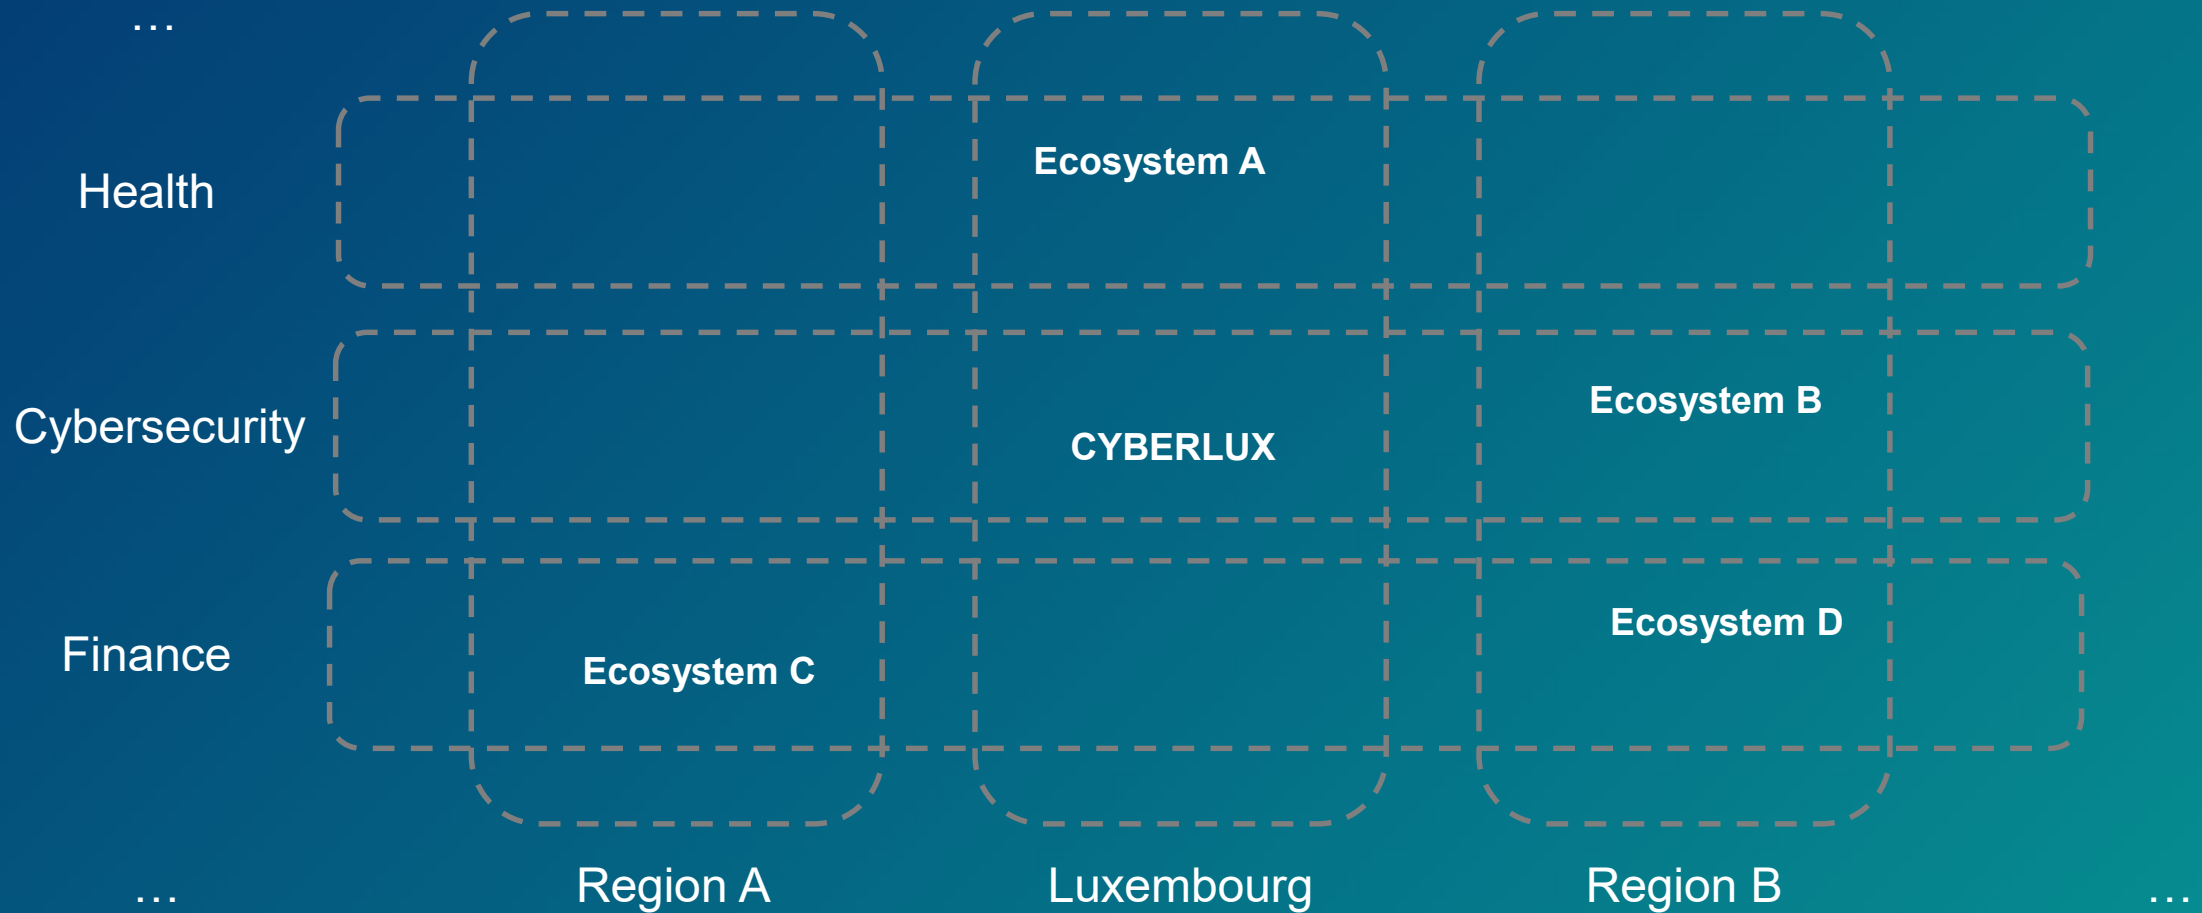 …
Health
Ecosystem A
Cybersecurity
CYBERLUX
Ecosystem B
Finance
Ecosystem C
Ecosystem D
…
Region A
Luxembourg
Region B
…